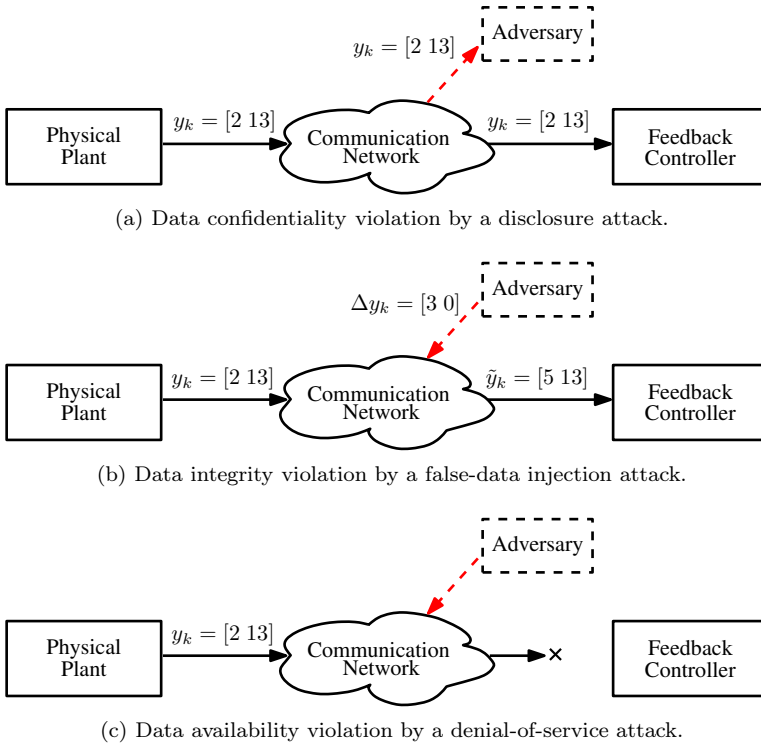 Adversary
y_k = [2 13]
Physical
Plant
y_k = [2 13]
Communication
Network
y_k = [2 13]
Feedback
Controller
(a) Data confidentiality violation by a disclosure attack.
Adversary
Δy_k = [3 0]
Physical
Plant
y_k = [2 13]
Communication
Network
ỹ_k = [5 13]
Feedback
Controller
(b) Data integrity violation by a false-data injection attack.
Adversary
Physical
Plant
y_k = [2 13]
Communication
Network
×
Feedback
Controller
(c) Data availability violation by a denial-of-service attack.